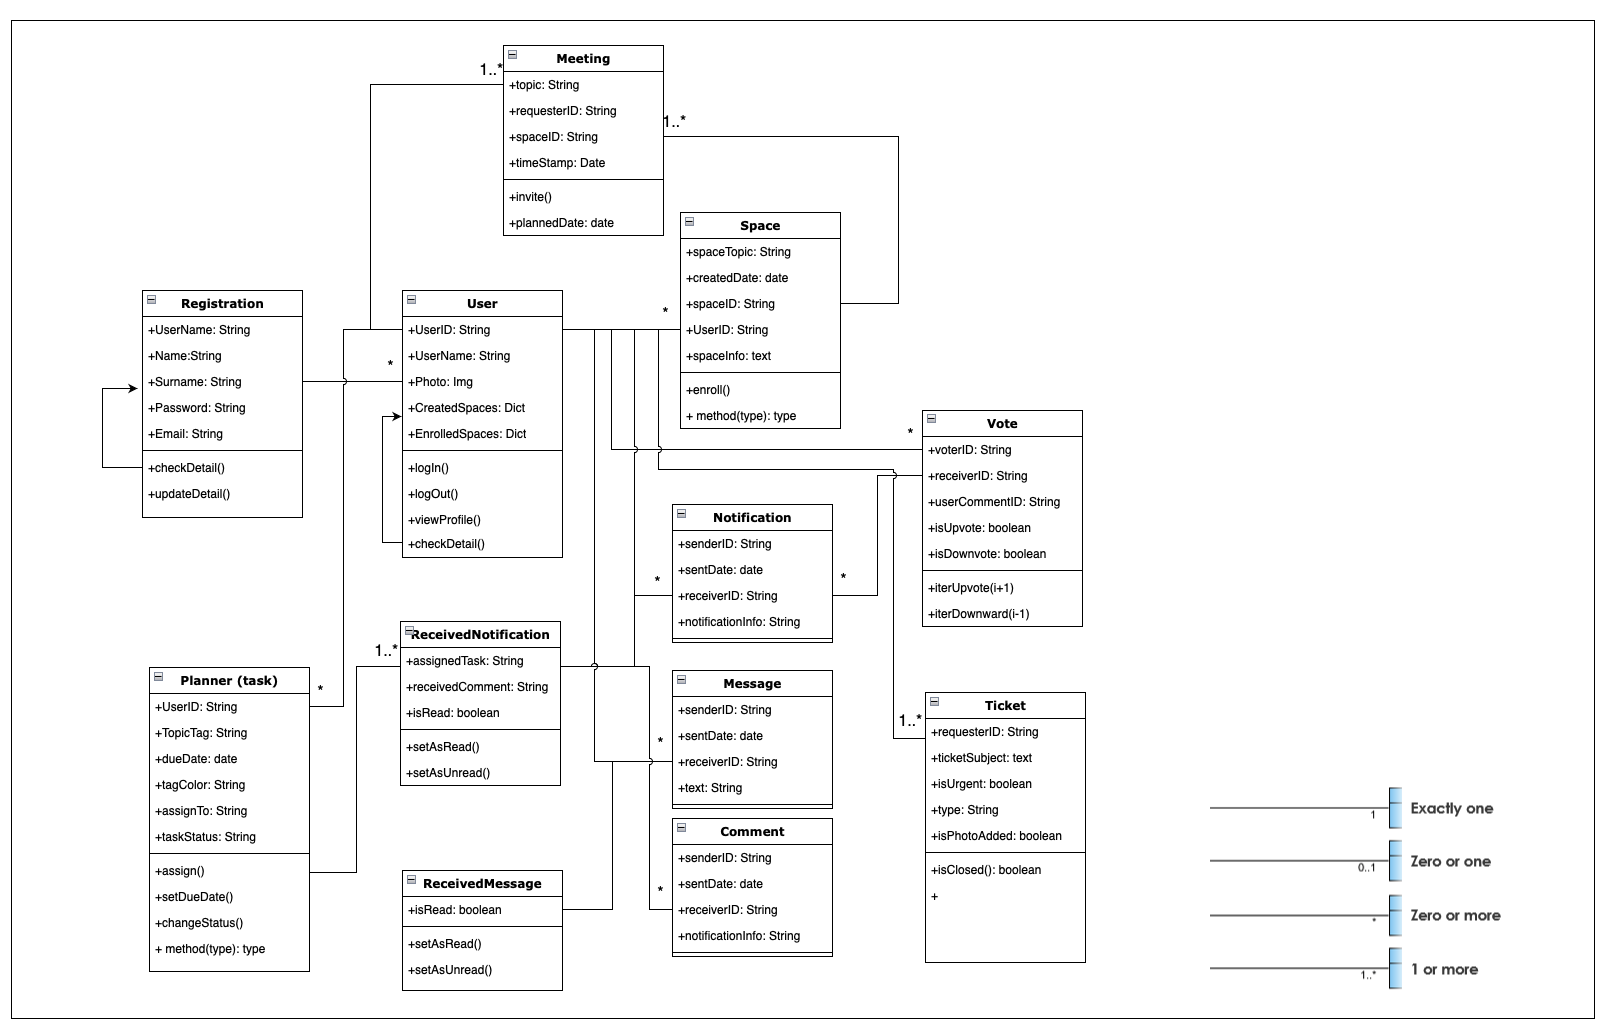 Meeting
1..*
+topic: String
+requesterID: String
+spaceID: String
+timeStamp: Date
+invite()
+plannedDate: date
1..*
Space
+spaceTopic: String
+createdDate: date
+spaceID: String
+UserID: String
+spaceInfo: text
+enroll()
+ method(type): type
*
Registration
+UserName: String
+Name:String
+Surname: String
+Password: String
+Email: String
+checkDetail()
+updateDetail()
*
User
+UserID: String
+UserName: String
+Photo: Img
+CreatedSpaces: Dict
+EnrolledSpaces: Dict
+logIn()
+logOut()
+viewProfile()
+checkDetail()
*
Vote
+voterID: String
+receiverID: String
+userCommentID: String
+isUpvote: boolean
+isDownvote: boolean
+iterUpvote(i+1)
+iterDownward(i-1)
Notification
+senderID: String
+sentDate: date
+receiverID: String
+notificationInfo: String
*
*
ReceivedNotification
1..*
+assignedTask: String
+receivedComment: String
+isRead: boolean
+setAsRead()
+setAsUnread()
Planner (task)
*
+UserID: String
+TopicTag: String
+dueDate: date
+tagColor: String
+assignTo: String
+taskStatus: String
+assign()
+setDueDate()
+changeStatus()
+ method(type): type
Message
+senderID: String
+sentDate: date
*
+receiverID: String
+text: String
Comment
+senderID: String
+sentDate: date
*
+receiverID: String
+notificationInfo: String
ReceivedMessage
+isRead: boolean
+setAsRead()
+setAsUnread()
Ticket
1..*
+requesterID: String
+ticketSubject: text
+isUrgent: boolean
+type: String
+isPhotoAdded: boolean
+isClosed(): boolean
+
1 Exactly one
0..1 Zero or one
* Zero or more
1..* 1 or more